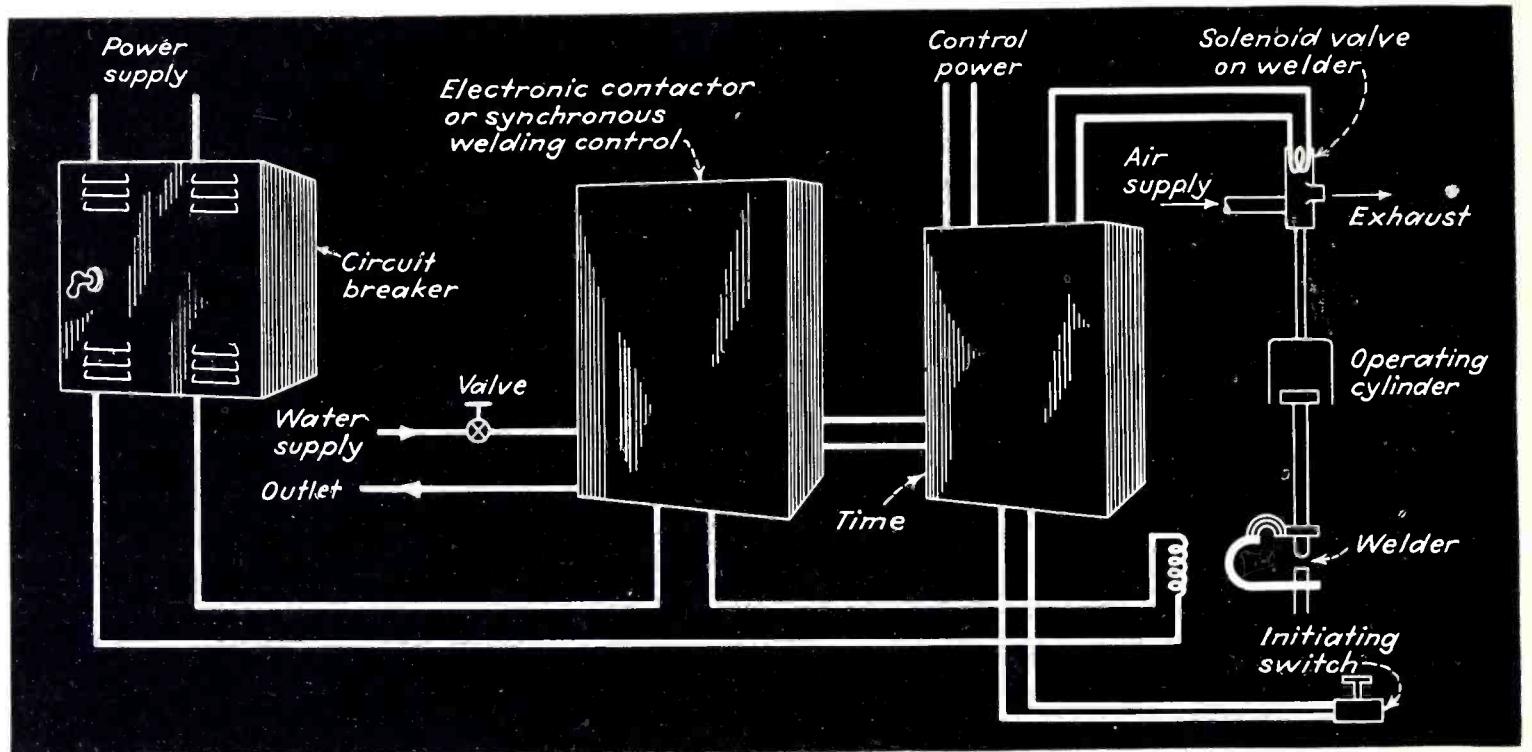 Power
supply
Electronic contactor
or synchronous
welding control
Control
power
Solenoid valve
on welder
Air
supply
Exhaust
Circuit
breaker
Operating
cylinder
Valve
Water
supply
Outlet
Time
Welder
Initiating
switch